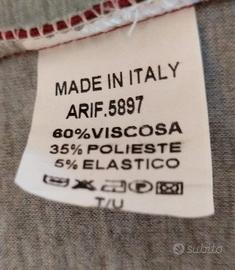 MADE IN ITALY
ARIF.5897
60%VISCOSA
35% POLIESTE
5% ELASTICO
T/U
subito